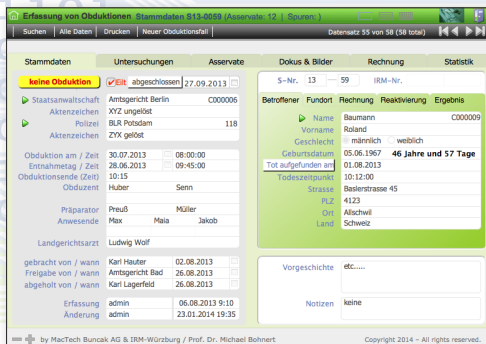 Erfassung von Obduktionen Stammdaten S13-0059 (Asservate: 12 | Spuren: )
Suchen Alle Daten Drucken Neuer Obduktionsfall Datensatz 55 von 58 (58 total)
Stammdaten Untersuchungen Asservate Dokus & Bilder Rechnung Statistik
keine Obduktion Eilt abgeschlossen 27.09.2013
Staatsanwaltschaft Amtsgericht Berlin C000006
Aktenzeichen XYZ ungelöst
Polizei BLR Potsdam 118
Aktenzeichen ZYX gelöst
Obduktion am / Zeit 30.07.2013 08:00:00
Entnahmetag / Zeit 28.06.2013 09:45:00
Obduktionsende (Zeit) 10:15
Obduzent Huber Senn
Präparator Preuß Müller
Anwesende Max Maia Jakob
Landgerichtsarzt Ludwig Wolf
gebracht von / wann Karl Hauter 02.08.2013
Freigabe von / wann Amtsgericht Bad 26.08.2013
abgeholt von / wann Karl Lagerfeld 26.08.2013
Erfassung admin 06.08.2013 9:10
Änderung admin 23.01.2014 19:35
S-Nr. 13 59 IRM-Nr.
Betroffener Fundort Rechnung Reaktivierung Ergebnis
Name Baumann C000009
Vorname Roland
Geschlecht männlich weiblich
Geburtsdatum 05.06.1967 46 Jahre und 57 Tage
Tot aufgefunden am 01.08.2013
Todeszeitpunkt 10:12:00
Strasse Baslerstrasse 45
PLZ 4123
Ort Allschwil
Land Schweiz
Vorgeschichte etc.....
Notizen keine
by MacTech Buncak AG & IRM-Würzburg / Prof. Dr. Michael Bohnert Copyright 2014 – All rights reserved.